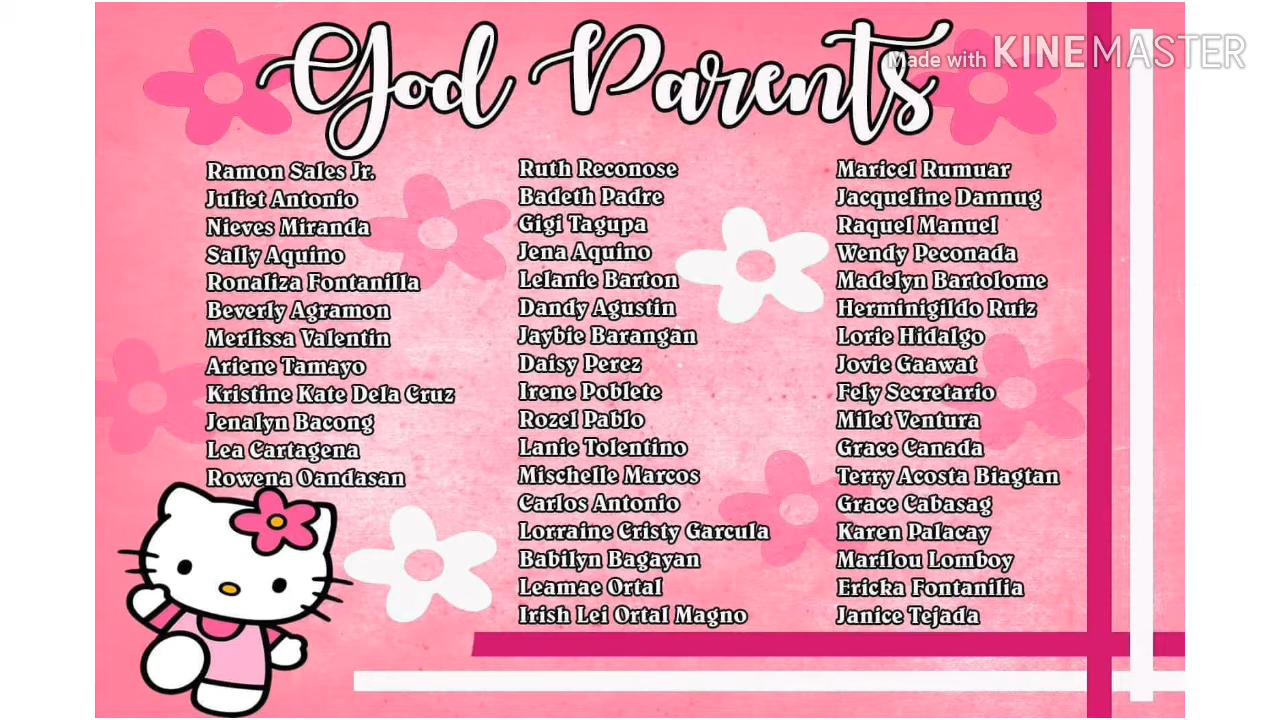 God Parents
Made with KINEMASTER
Ramon Sales Jr.
Juliet Antonio
Nieves Miranda
Sally Aquino
Ronaliza Fontanilla
Beverly Agramon
Merlissa Valentin
Ariene Tamayo
Kristine Kate Dela Cruz
Jenalyn Bacong
Lea Cartagena
Rowena Oandasan
Ruth Reconose
Badeth Padre
Gigi Tagupa
Jena Aquino
Lelanie Barton
Dandy Agustin
Jaybie Barangan
Daisy Perez
Irene Poblete
Rozel Pablo
Lanie Tolentino
Mischelle Marcos
Carlos Antonio
Lorraine Cristy Garcula
Babilyn Bagayan
Leamae Ortal
Irish Lei Ortal Magno
Maricel Rumuar
Jacqueline Dannug
Raquel Manuel
Wendy Peconada
Madelyn Bartolome
Herminigildo Ruiz
Lorie Hidalgo
Jovie Gaawat
Fely Secretario
Milet Ventura
Grace Canada
Terry Acosta Biagtan
Grace Cabasag
Karen Palacay
Marilou Lomboy
Ericka Fontanilia
Janice Tejada